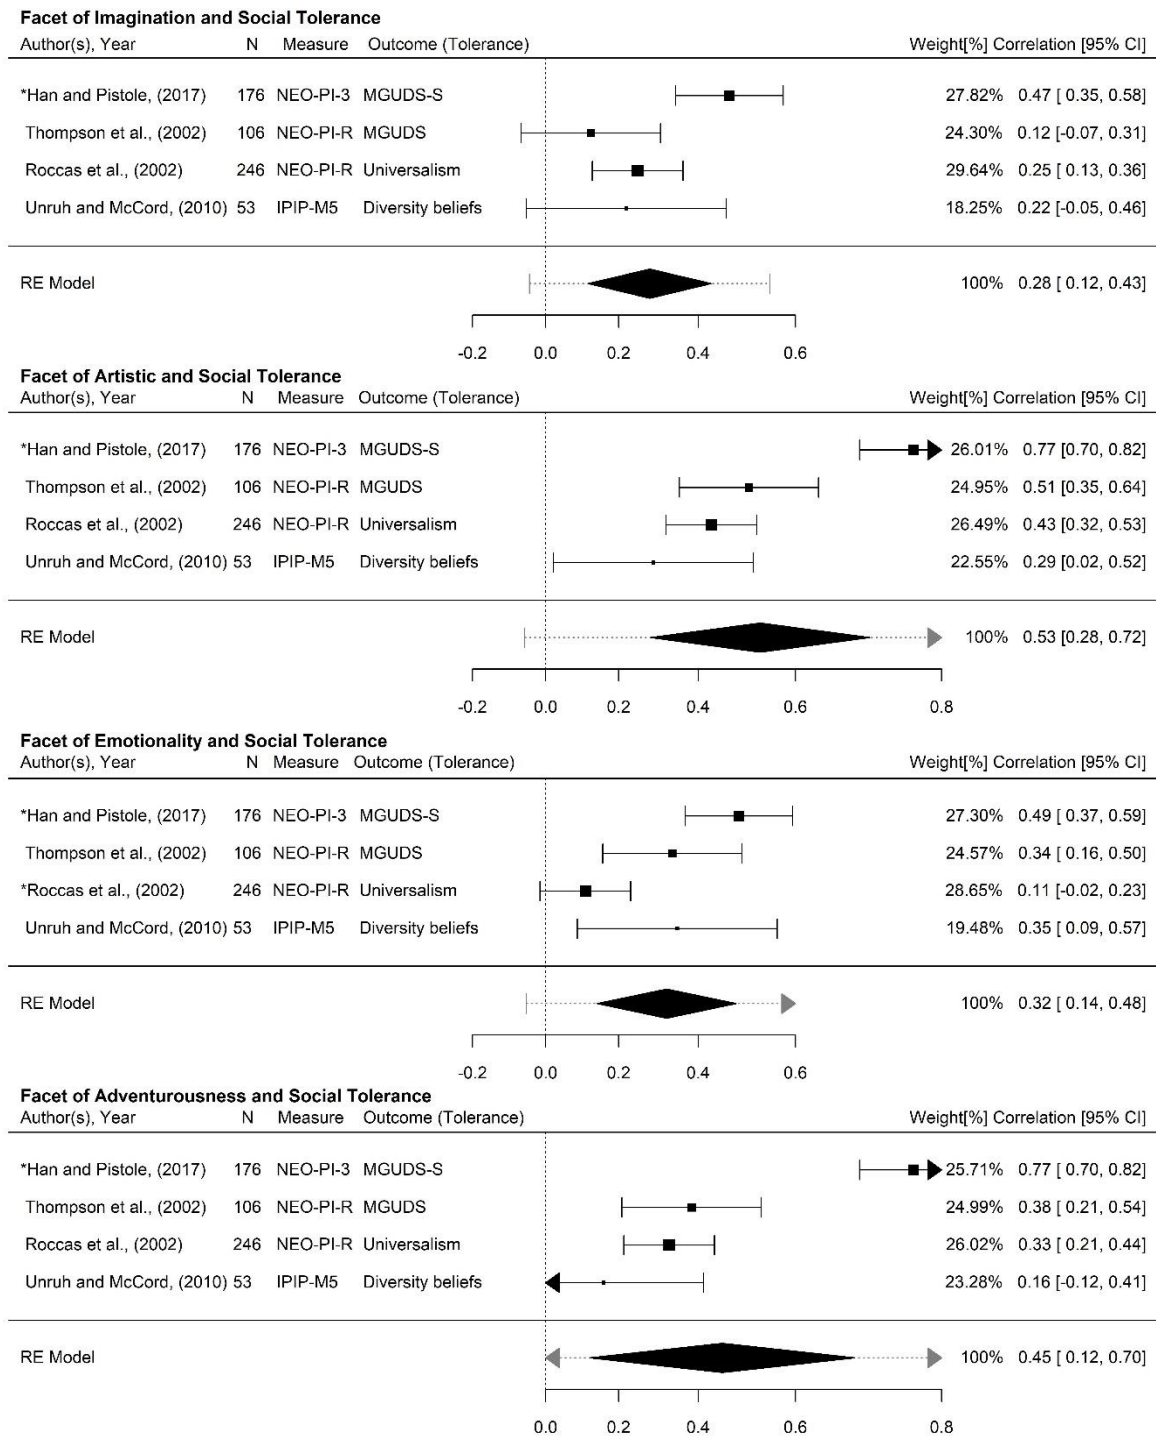 Facet of Imagination and Social Tolerance
Author(s), Year N Measure Outcome (Tolerance) Weight[%] Correlation [95% CI]
*Han and Pistole, (2017) 176 NEO-PI-3 MGUDS-S 27.82% 0.47 [ 0.35, 0.58]
Thompson et al., (2002) 106 NEO-PI-R MGUDS 24.30% 0.12 [-0.07, 0.31]
Roccas et al., (2002) 246 NEO-PI-R Universalism 29.64% 0.25 [ 0.13, 0.36]
Unruh and McCord, (2010) 53 IPIP-M5 Diversity beliefs 18.25% 0.22 [-0.05, 0.46]
RE Model 100% 0.28 [ 0.12, 0.43]
-0.2 0.0 0.2 0.4 0.6
Facet of Artistic and Social Tolerance
Author(s), Year N Measure Outcome (Tolerance) Weight[%] Correlation [95% CI]
*Han and Pistole, (2017) 176 NEO-PI-3 MGUDS-S 26.01% 0.77 [0.70, 0.82]
Thompson et al., (2002) 106 NEO-PI-R MGUDS 24.95% 0.51 [0.35, 0.64]
Roccas et al., (2002) 246 NEO-PI-R Universalism 26.49% 0.43 [0.32, 0.53]
Unruh and McCord, (2010) 53 IPIP-M5 Diversity beliefs 22.55% 0.29 [0.02, 0.52]
RE Model 100% 0.53 [0.28, 0.72]
-0.2 0.0 0.2 0.4 0.6 0.8
Facet of Emotionality and Social Tolerance
Author(s), Year N Measure Outcome (Tolerance) Weight[%] Correlation [95% CI]
*Han and Pistole, (2017) 176 NEO-PI-3 MGUDS-S 27.30% 0.49 [ 0.37, 0.59]
Thompson et al., (2002) 106 NEO-PI-R MGUDS 24.57% 0.34 [ 0.16, 0.50]
*Roccas et al., (2002) 246 NEO-PI-R Universalism 28.65% 0.11 [-0.02, 0.23]
Unruh and McCord, (2010) 53 IPIP-M5 Diversity beliefs 19.48% 0.35 [ 0.09, 0.57]
RE Model 100% 0.32 [ 0.14, 0.48]
-0.2 0.0 0.2 0.4 0.6
Facet of Adventurousness and Social Tolerance
Author(s), Year N Measure Outcome (Tolerance) Weight[%] Correlation [95% CI]
*Han and Pistole, (2017) 176 NEO-PI-3 MGUDS-S 25.71% 0.77 [ 0.70, 0.82]
Thompson et al., (2002) 106 NEO-PI-R MGUDS 24.99% 0.38 [ 0.21, 0.54]
Roccas et al., (2002) 246 NEO-PI-R Universalism 26.02% 0.33 [ 0.21, 0.44]
Unruh and McCord, (2010) 53 IPIP-M5 Diversity beliefs 23.28% 0.16 [-0.12, 0.41]
RE Model 100% 0.45 [ 0.12, 0.70]
0.0 0.2 0.4 0.6 0.8